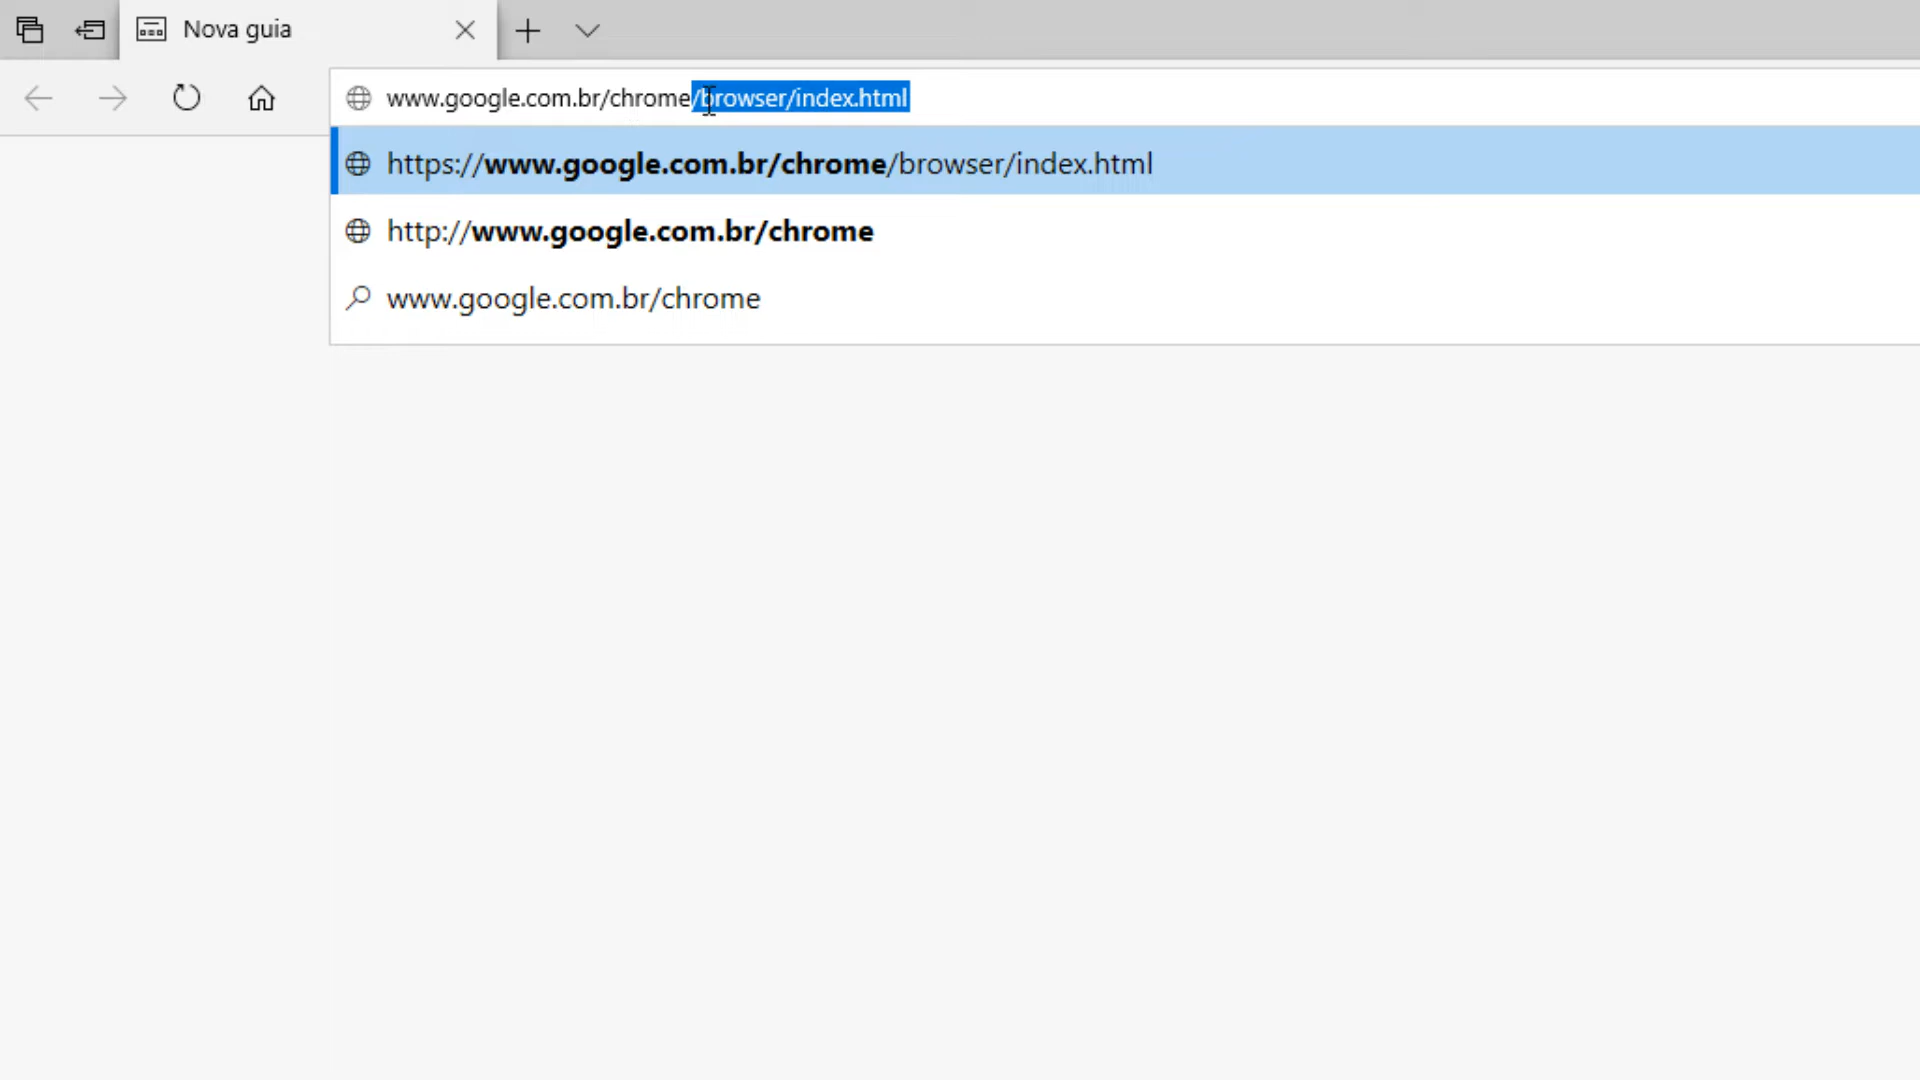 Nova guia
www.google.com.br/chrome/browser/index.html
https://www.google.com.br/chrome/browser/index.html
http://www.google.com.br/chrome
www.google.com.br/chrome